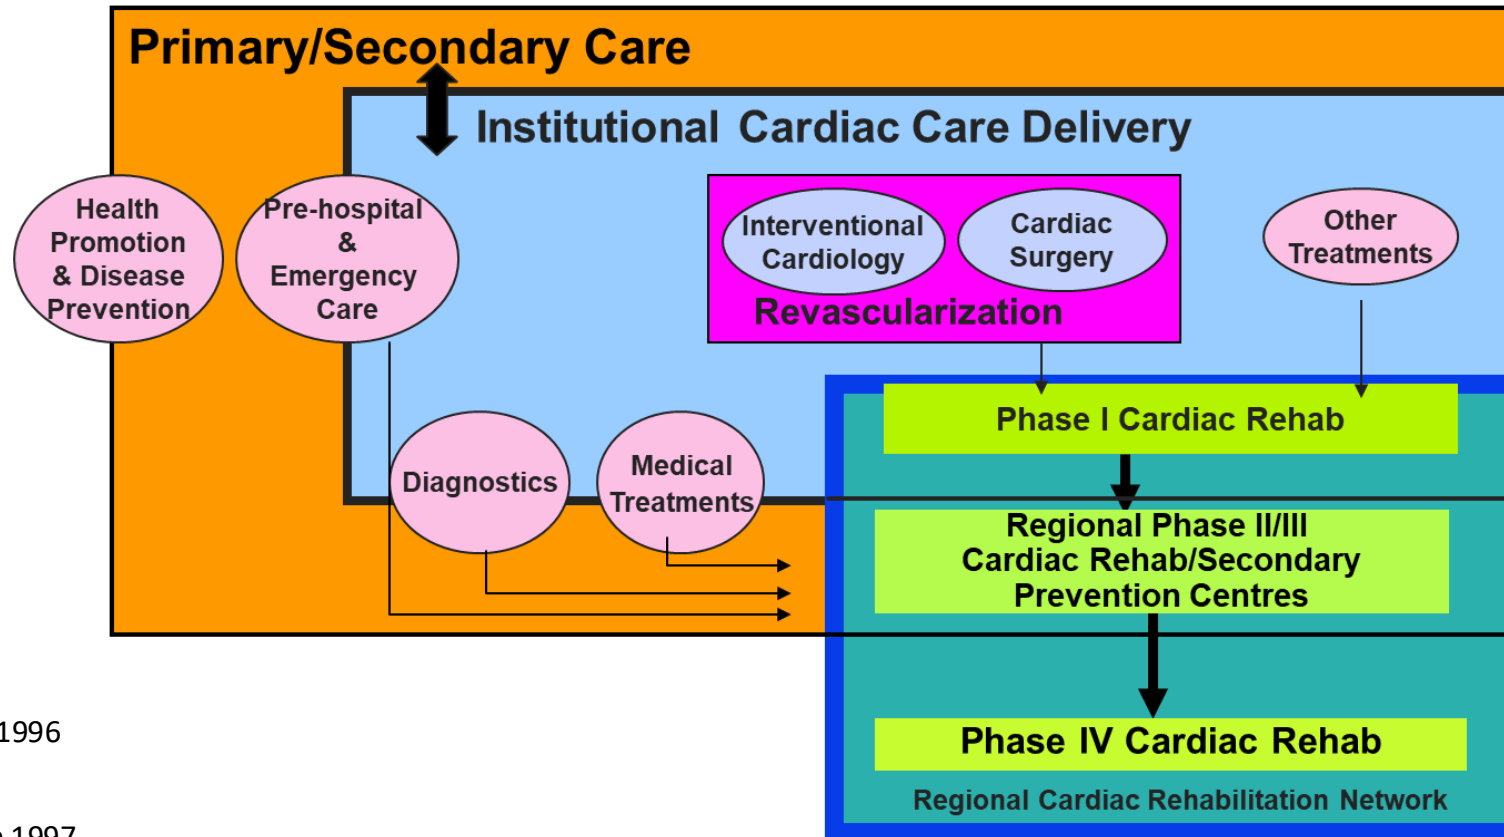 Primary/Secondary Care
Institutional Cardiac Care Delivery
Health
Promotion
& Disease
Prevention
Pre-hospital
&
Emergency
Care
Interventional
Cardiology
Cardiac
Surgery
Revascularization
Other
Treatments
Phase I Cardiac Rehab
Diagnostics
Medical
Treatments
Regional Phase II/III
Cardiac Rehab/Secondary
Prevention Centres
Phase IV Cardiac Rehab
Regional Cardiac Rehabilitation Network
1996
1997